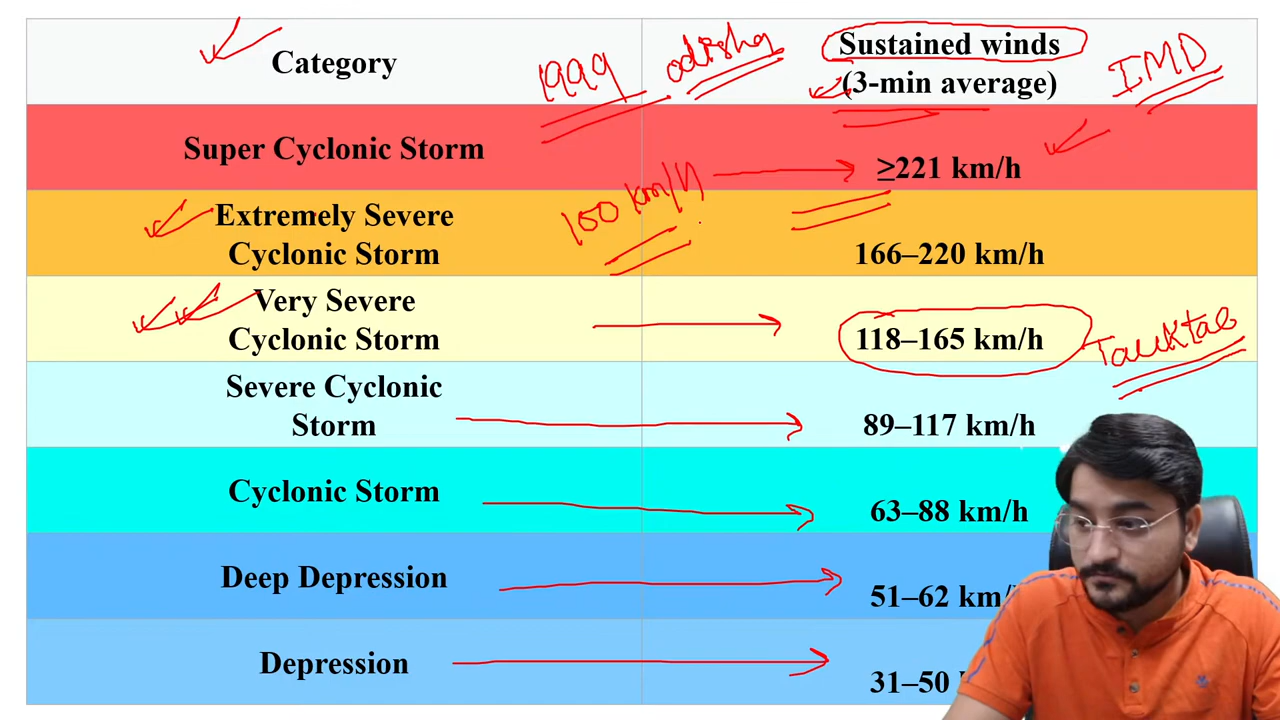 Category
1999
odisha
Sustained winds
(3-min average)
IMD
Super Cyclonic Storm
≥221 km/h
100 km/h
Extremely Severe
Cyclonic Storm
166–220 km/h
Very Severe
Cyclonic Storm
118–165 km/h
Tauktae
Severe Cyclonic
Storm
89–117 km/h
Cyclonic Storm
63–88 km/h
Deep Depression
51–62 km/
Depression
31–50